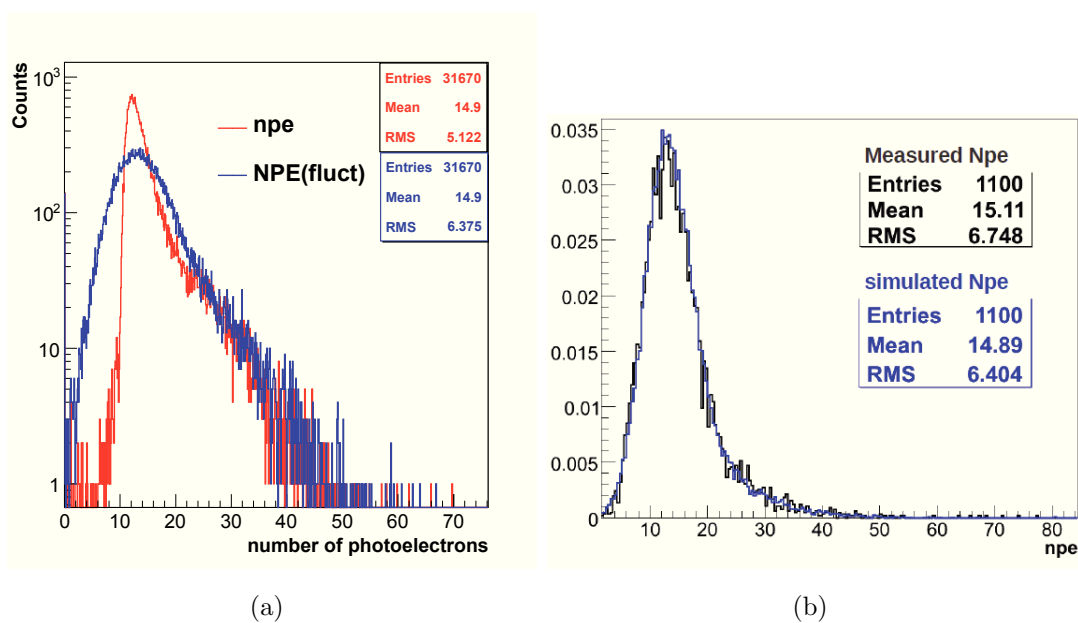 Counts
10³
10²
10
1
0 10 20 30 40 50 60 70
number of photoelectrons
npe
NPE(fluct)
Entries 31670
Mean 14.9
RMS 5.122
Entries 31670
Mean 14.9
RMS 6.375
(a)
0.035
0.03
0.025
0.02
0.015
0.01
0.005
0
10 20 30 40 50 60 70 80
npe
Measured Npe
Entries 1100
Mean 15.11
RMS 6.748
simulated Npe
Entries 1100
Mean 14.89
RMS 6.404
(b)